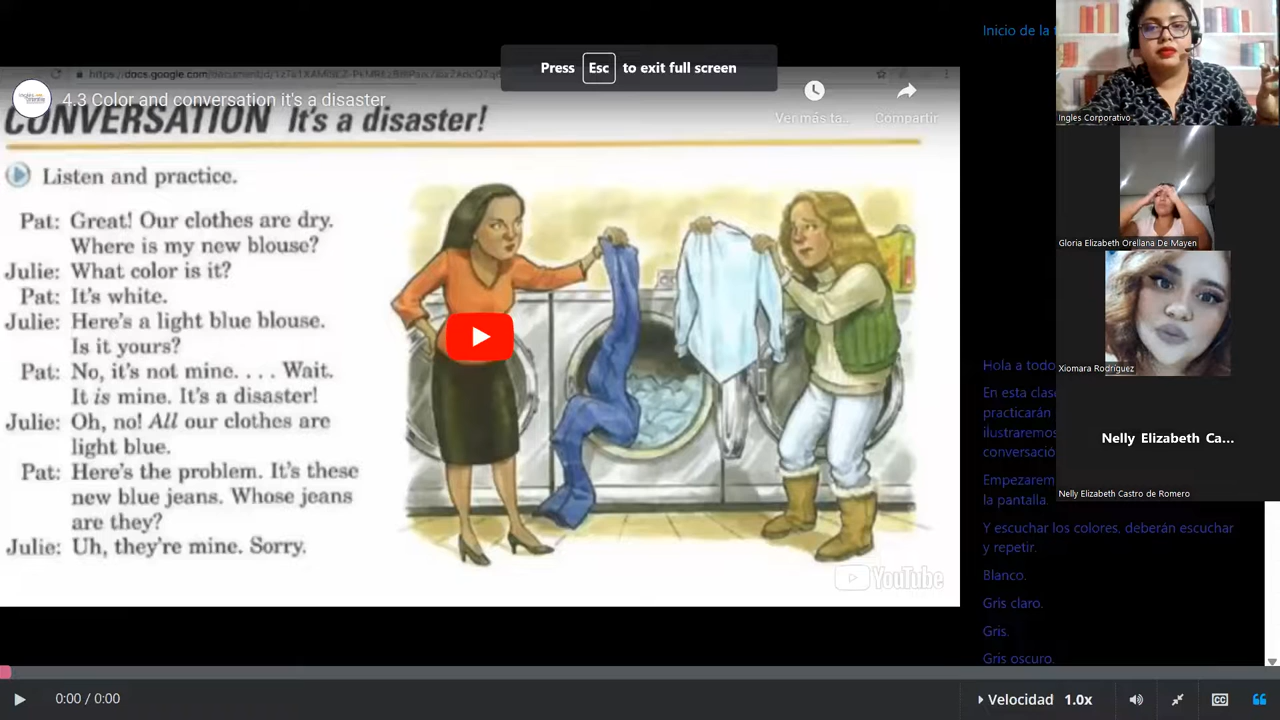 Press Esc to exit full screen
4.3 Color and conversation it's a disaster
Ver más ta...
Compartir
CONVERSATION It's a disaster!
Listen and practice.
Pat: Great! Our clothes are dry.
Where is my new blouse?
Julie: What color is it?
Pat: It's white.
Julie: Here's a light blue blouse.
Is it yours?
Pat: No, it's not mine. . . . Wait.
It is mine. It's a disaster!
Julie: Oh, no! All our clothes are
light blue.
Pat: Here's the problem. It's these
new blue jeans. Whose jeans
are they?
Julie: Uh, they're mine. Sorry.
YouTube
0:00 / 0:00
Inicio de la t
Hola a todo
En esta clas
practicarán
ilustraremos
conversació
Empezarem
la pantalla.
Y escuchar los colores, deberán escuchar
y repetir.
Blanco.
Gris claro.
Gris.
Gris oscuro.
Velocidad 1.0x
CC
Ingles Corporativo
Gloria Elizabeth Orellana De Mayen
Xiomara Rodriguez
Nelly Elizabeth Ca...
Nelly Elizabeth Castro de Romero